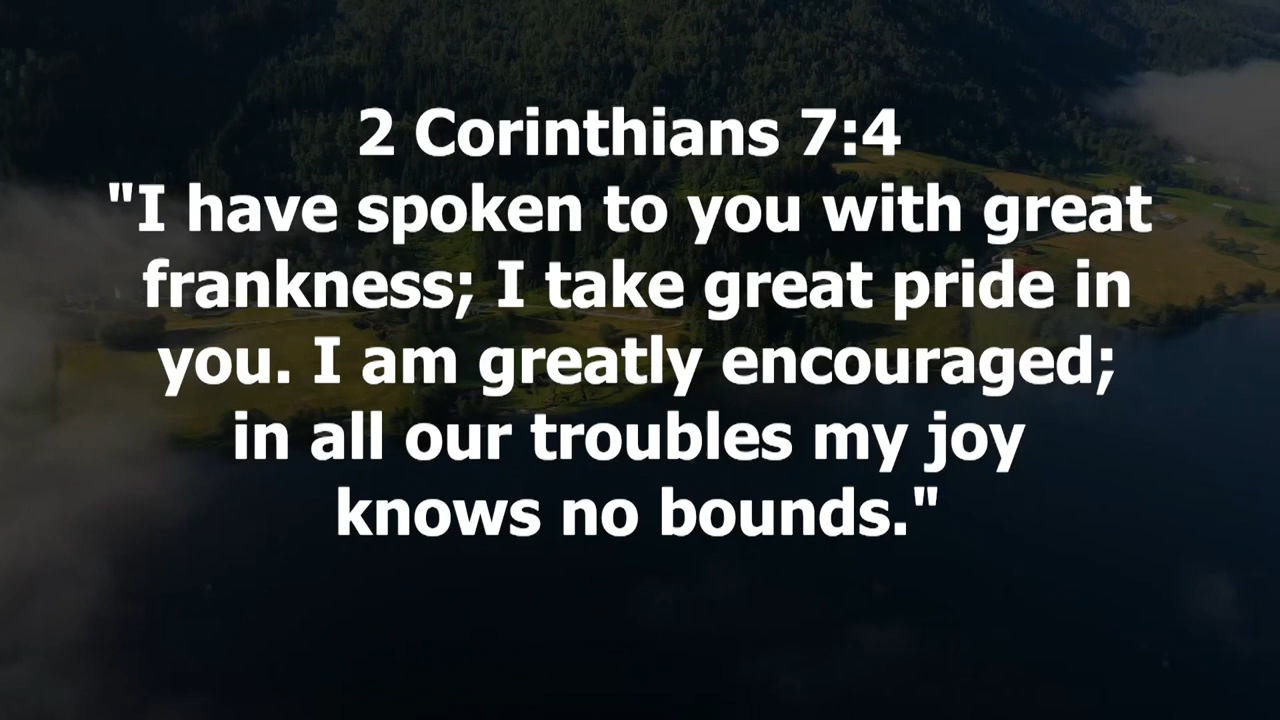 2 Corinthians 7:4
"I have spoken to you with great
frankness; I take great pride in
you. I am greatly encouraged;
in all our troubles my joy
knows no bounds."